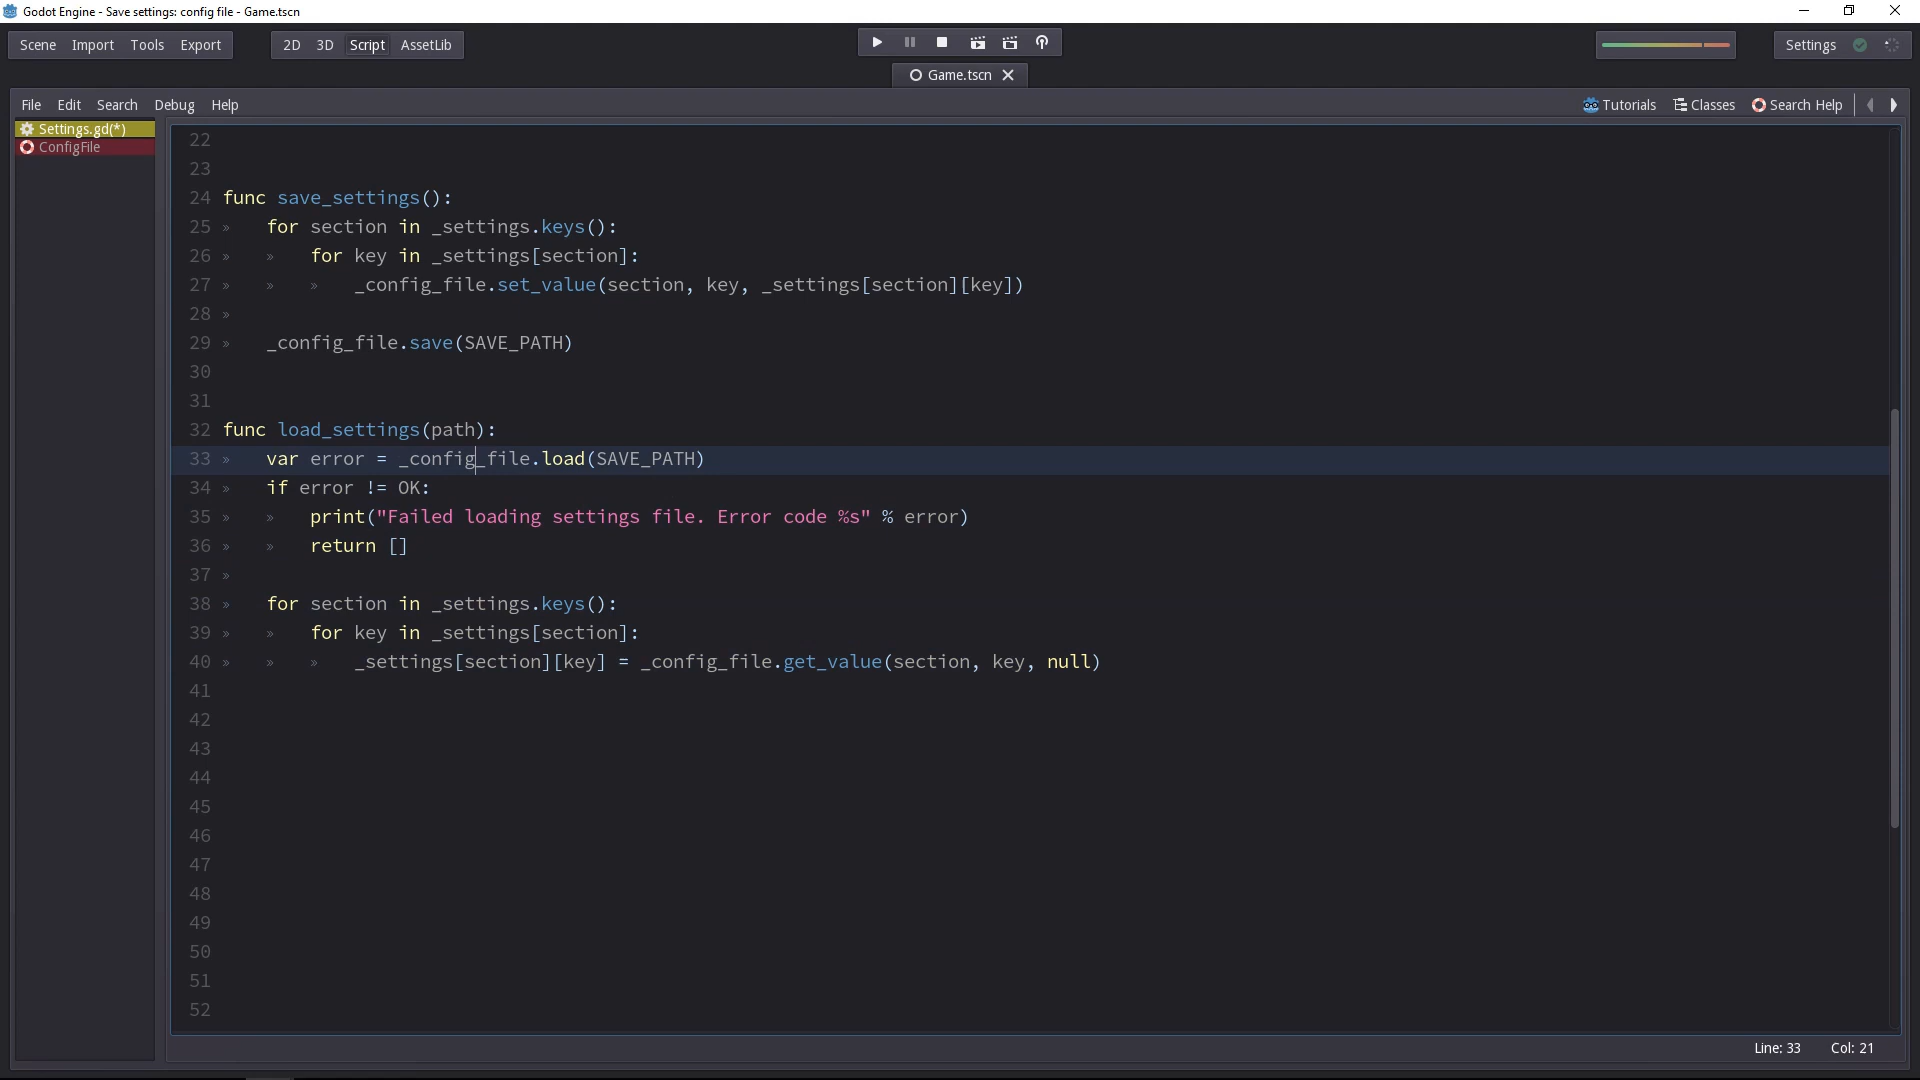 Godot Engine - Save settings: config file - Game.tscn
Scene Import Tools Export 2D 3D Script AssetLib Settings
Game.tscn
File Edit Search Debug Help Tutorials Classes Search Help
Settings.gd(*)
ConfigFile
22
23
24 func save_settings():
25 » for section in _settings.keys():
26 » » for key in _settings[section]:
27 » » » _config_file.set_value(section, key, _settings[section][key])
28 »
29 » _config_file.save(SAVE_PATH)
30
31
32 func load_settings(path):
33 » var error = _config_file.load(SAVE_PATH)
34 » if error != OK:
35 » » print("Failed loading settings file. Error code %s" % error)
36 » » return []
37 »
38 » for section in _settings.keys():
39 » » for key in _settings[section]:
40 » » » _settings[section][key] = _config_file.get_value(section, key, null)
41
42
43
44
45
46
47
48
49
50
51
52
Line: 33 Col: 21